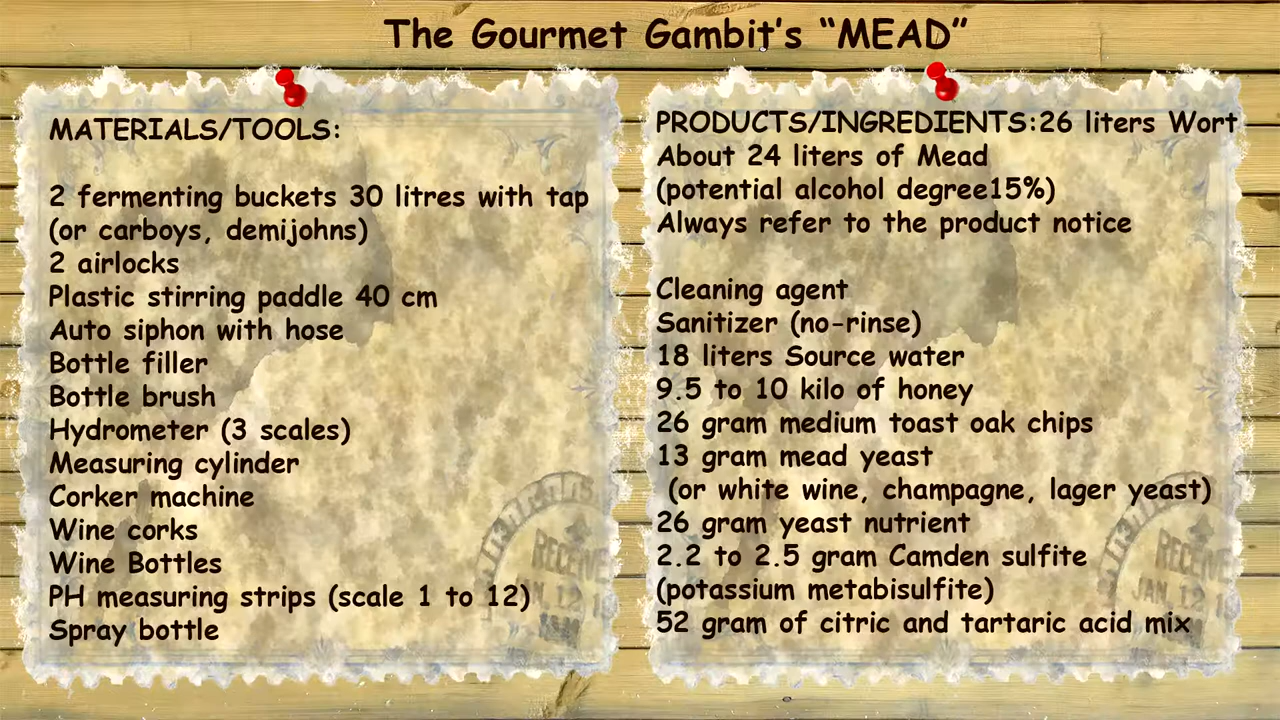 The Gourmet Gambit's “MEAD”
MATERIALS/TOOLS:
2 fermenting buckets 30 litres with tap
(or carboys, demijohns)
2 airlocks
Plastic stirring paddle 40 cm
Auto siphon with hose
Bottle filler
Bottle brush
Hydrometer (3 scales)
Measuring cylinder
Corker machine
Wine corks
Wine Bottles
PH measuring strips (scale 1 to 12)
Spray bottle
PRODUCTS/INGREDIENTS:26 liters Wort
About 24 liters of Mead
(potential alcohol degree15%)
Always refer to the product notice
Cleaning agent
Sanitizer (no-rinse)
18 liters Source water
9.5 to 10 kilo of honey
26 gram medium toast oak chips
13 gram mead yeast
(or white wine, champagne, lager yeast)
26 gram yeast nutrient
2.2 to 2.5 gram Camden sulfite
(potassium metabisulfite)
52 gram of citric and tartaric acid mix